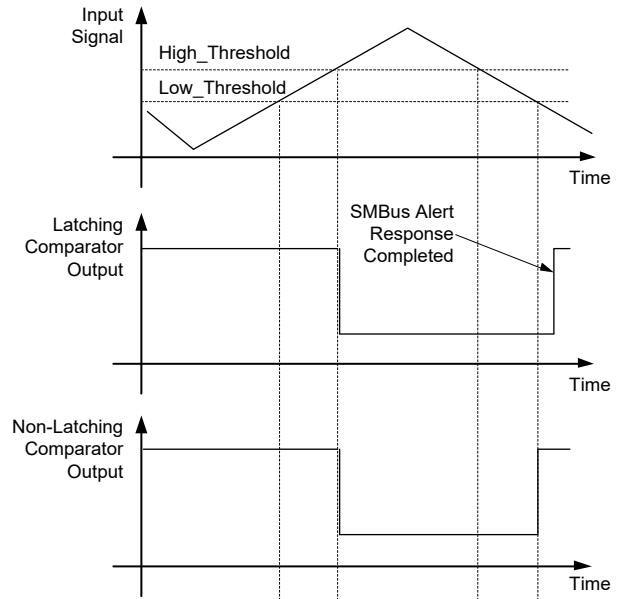 Input
Signal
High_Threshold
Low_Threshold
Time
Latching
Comparator
Output
SMBus Alert
Response
Completed
Time
Non-Latching
Comparator
Output
Time